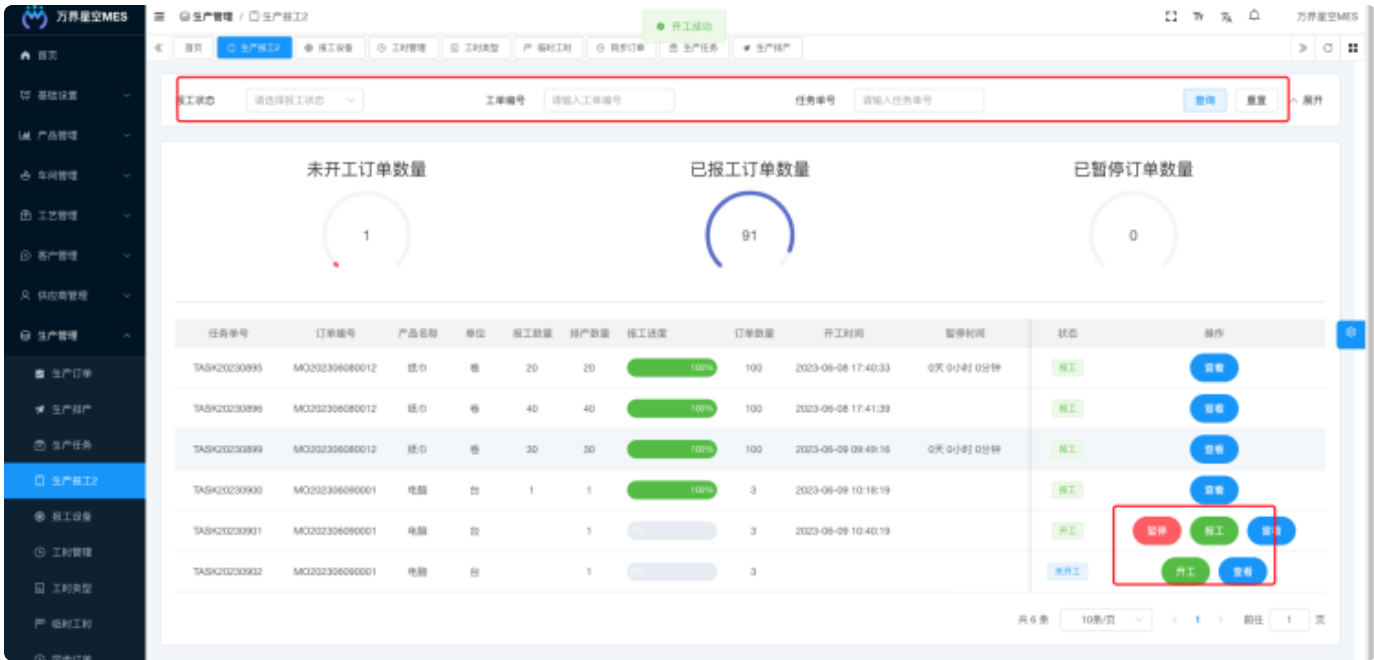 万界星空MES
生产管理 / 生产报工2
开工成功
万界星空MES
首页 生产报工2 报工设备 工时管理 工时类型 临时工时 同步订单 生产任务 生产排产
首页
基础设置
产品管理
车间管理
工艺管理
客户管理
供应商管理
生产管理
生产订单
生产排产
生产任务
生产报工2
报工设备
工时管理
工时类型
临时工时
同步订单
报工状态 请选择报工状态 工单编号 请输入工单编号 任务单号 请输入任务单号 查询 重置 展开
未开工订单数量 已报工订单数量 已暂停订单数量
1 91 0
任务单号 订单编号 产品名称 单位 报工数量 排产数量 报工进度 订单数量 开工时间 暂停时间 状态 操作
TASK20230895 MO202306080012 纸巾 卷 20 20 100% 100 2023-06-08 17:40:33 0天 0小时 0分钟 报工 查看
TASK20230896 MO202306080012 纸巾 卷 40 40 100% 100 2023-06-08 17:41:39 报工 查看
TASK20230899 MO202306080012 纸巾 卷 30 30 100% 100 2023-06-09 09:49:16 0天 0小时 0分钟 报工 查看
TASK20230900 MO202306090001 电脑 台 1 1 100% 3 2023-06-09 10:18:19 报工 查看
TASK20230901 MO202306090001 电脑 台 1 0% 3 2023-06-09 10:40:19 开工 暂停 报工 查看
TASK20230902 MO202306090001 电脑 台 1 0% 3 未开工 开工 查看
共 6 条 10条/页 1 前往 1 页